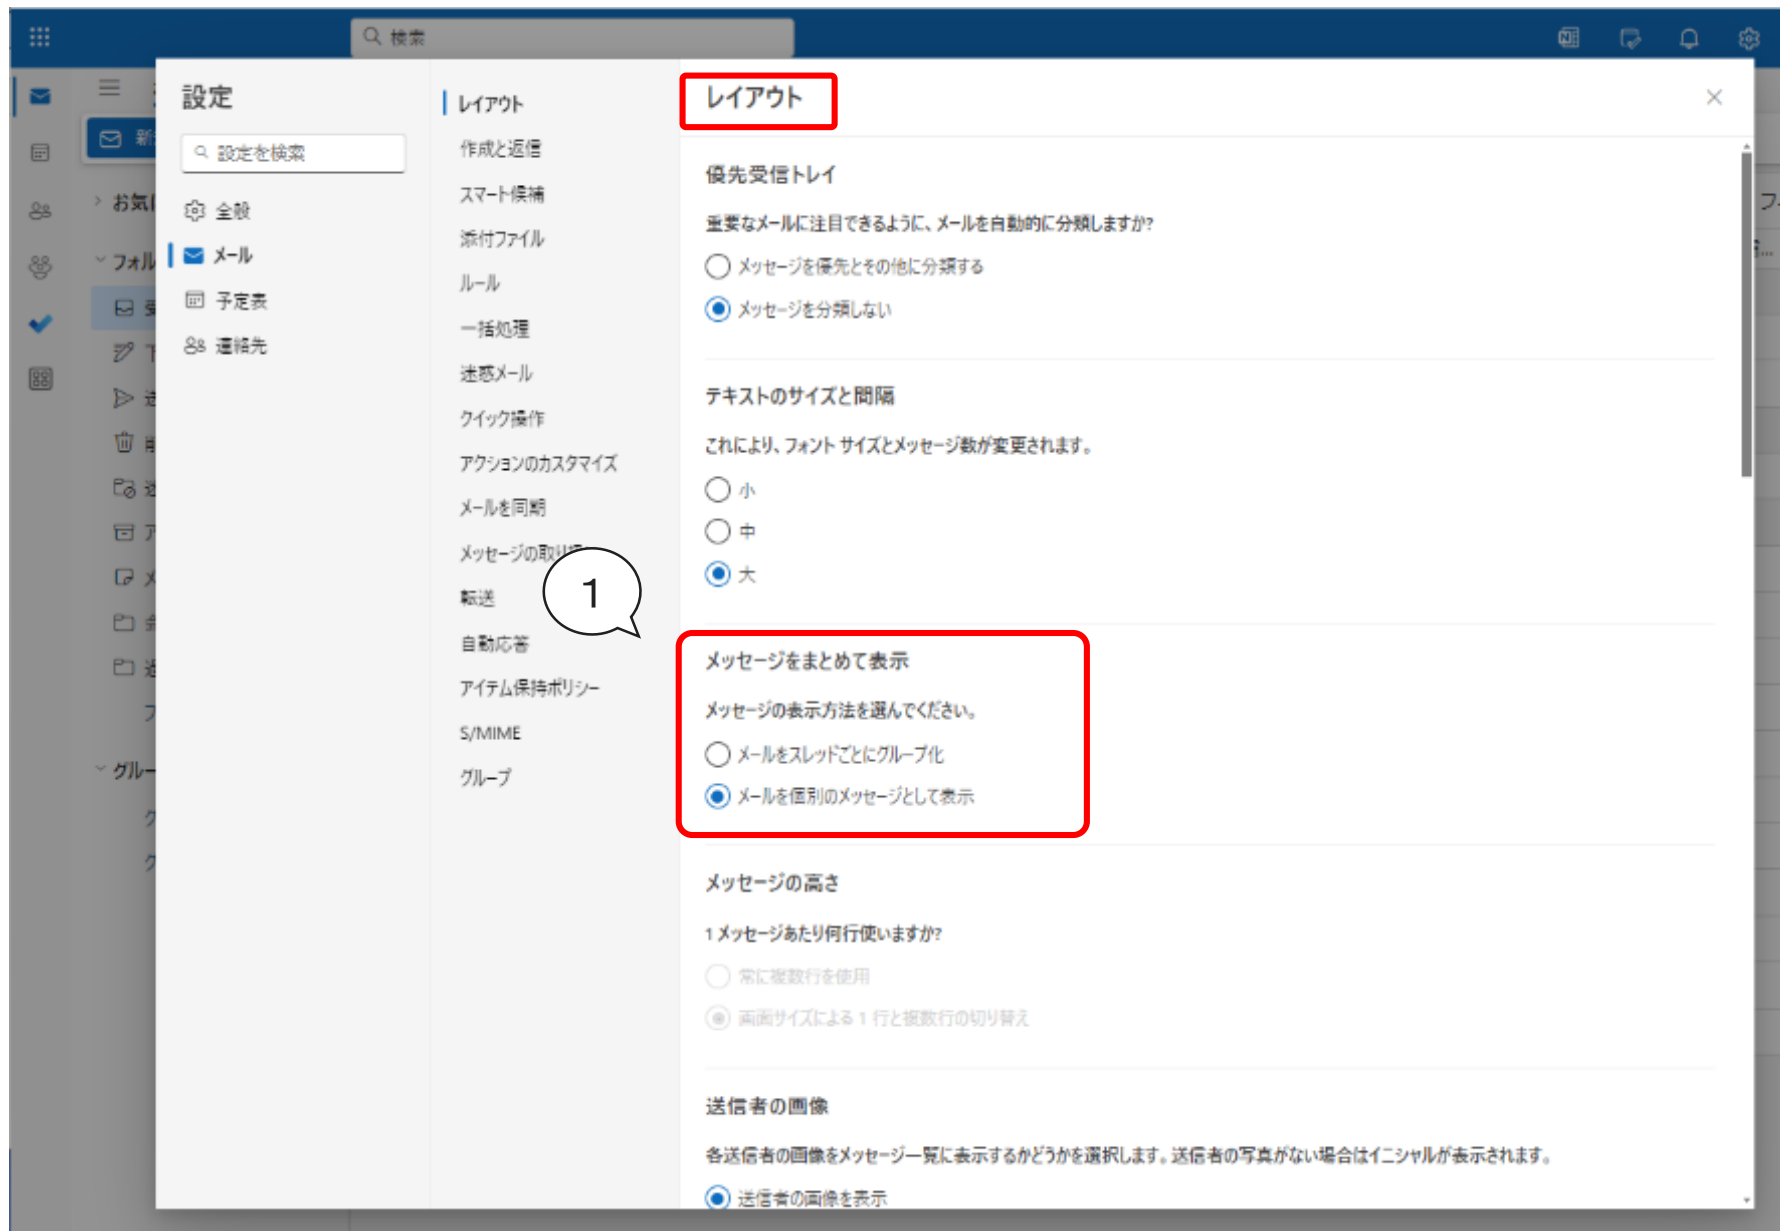 検索
設定
設定を検索
全般
メール
予定表
連絡先
レイアウト
作成と返信
スマート候補
添付ファイル
ルール
一括処理
迷惑メール
クイック操作
アクションのカスタマイズ
メールを同期
メッセージの取り
転送
自動応答
アイテム保持ポリシー
S/MIME
グループ
1
レイアウト
優先受信トレイ
重要なメールに注目できるように、メールを自動的に分類しますか?
メッセージを優先とその他に分類する
メッセージを分類しない
テキストのサイズと間隔
これにより、フォント サイズとメッセージ数が変更されます。
小
中
大
メッセージをまとめて表示
メッセージの表示方法を選んでください。
メールをスレッドごとにグループ化
メールを個別のメッセージとして表示
メッセージの高さ
1 メッセージあたり何行使いますか?
常に複数行を使用
画面サイズによる 1 行と複数行の切り替え
送信者の画像
各送信者の画像をメッセージ一覧に表示するかどうかを選択します。送信者の写真がない場合はイニシャルが表示されます。
送信者の画像を表示